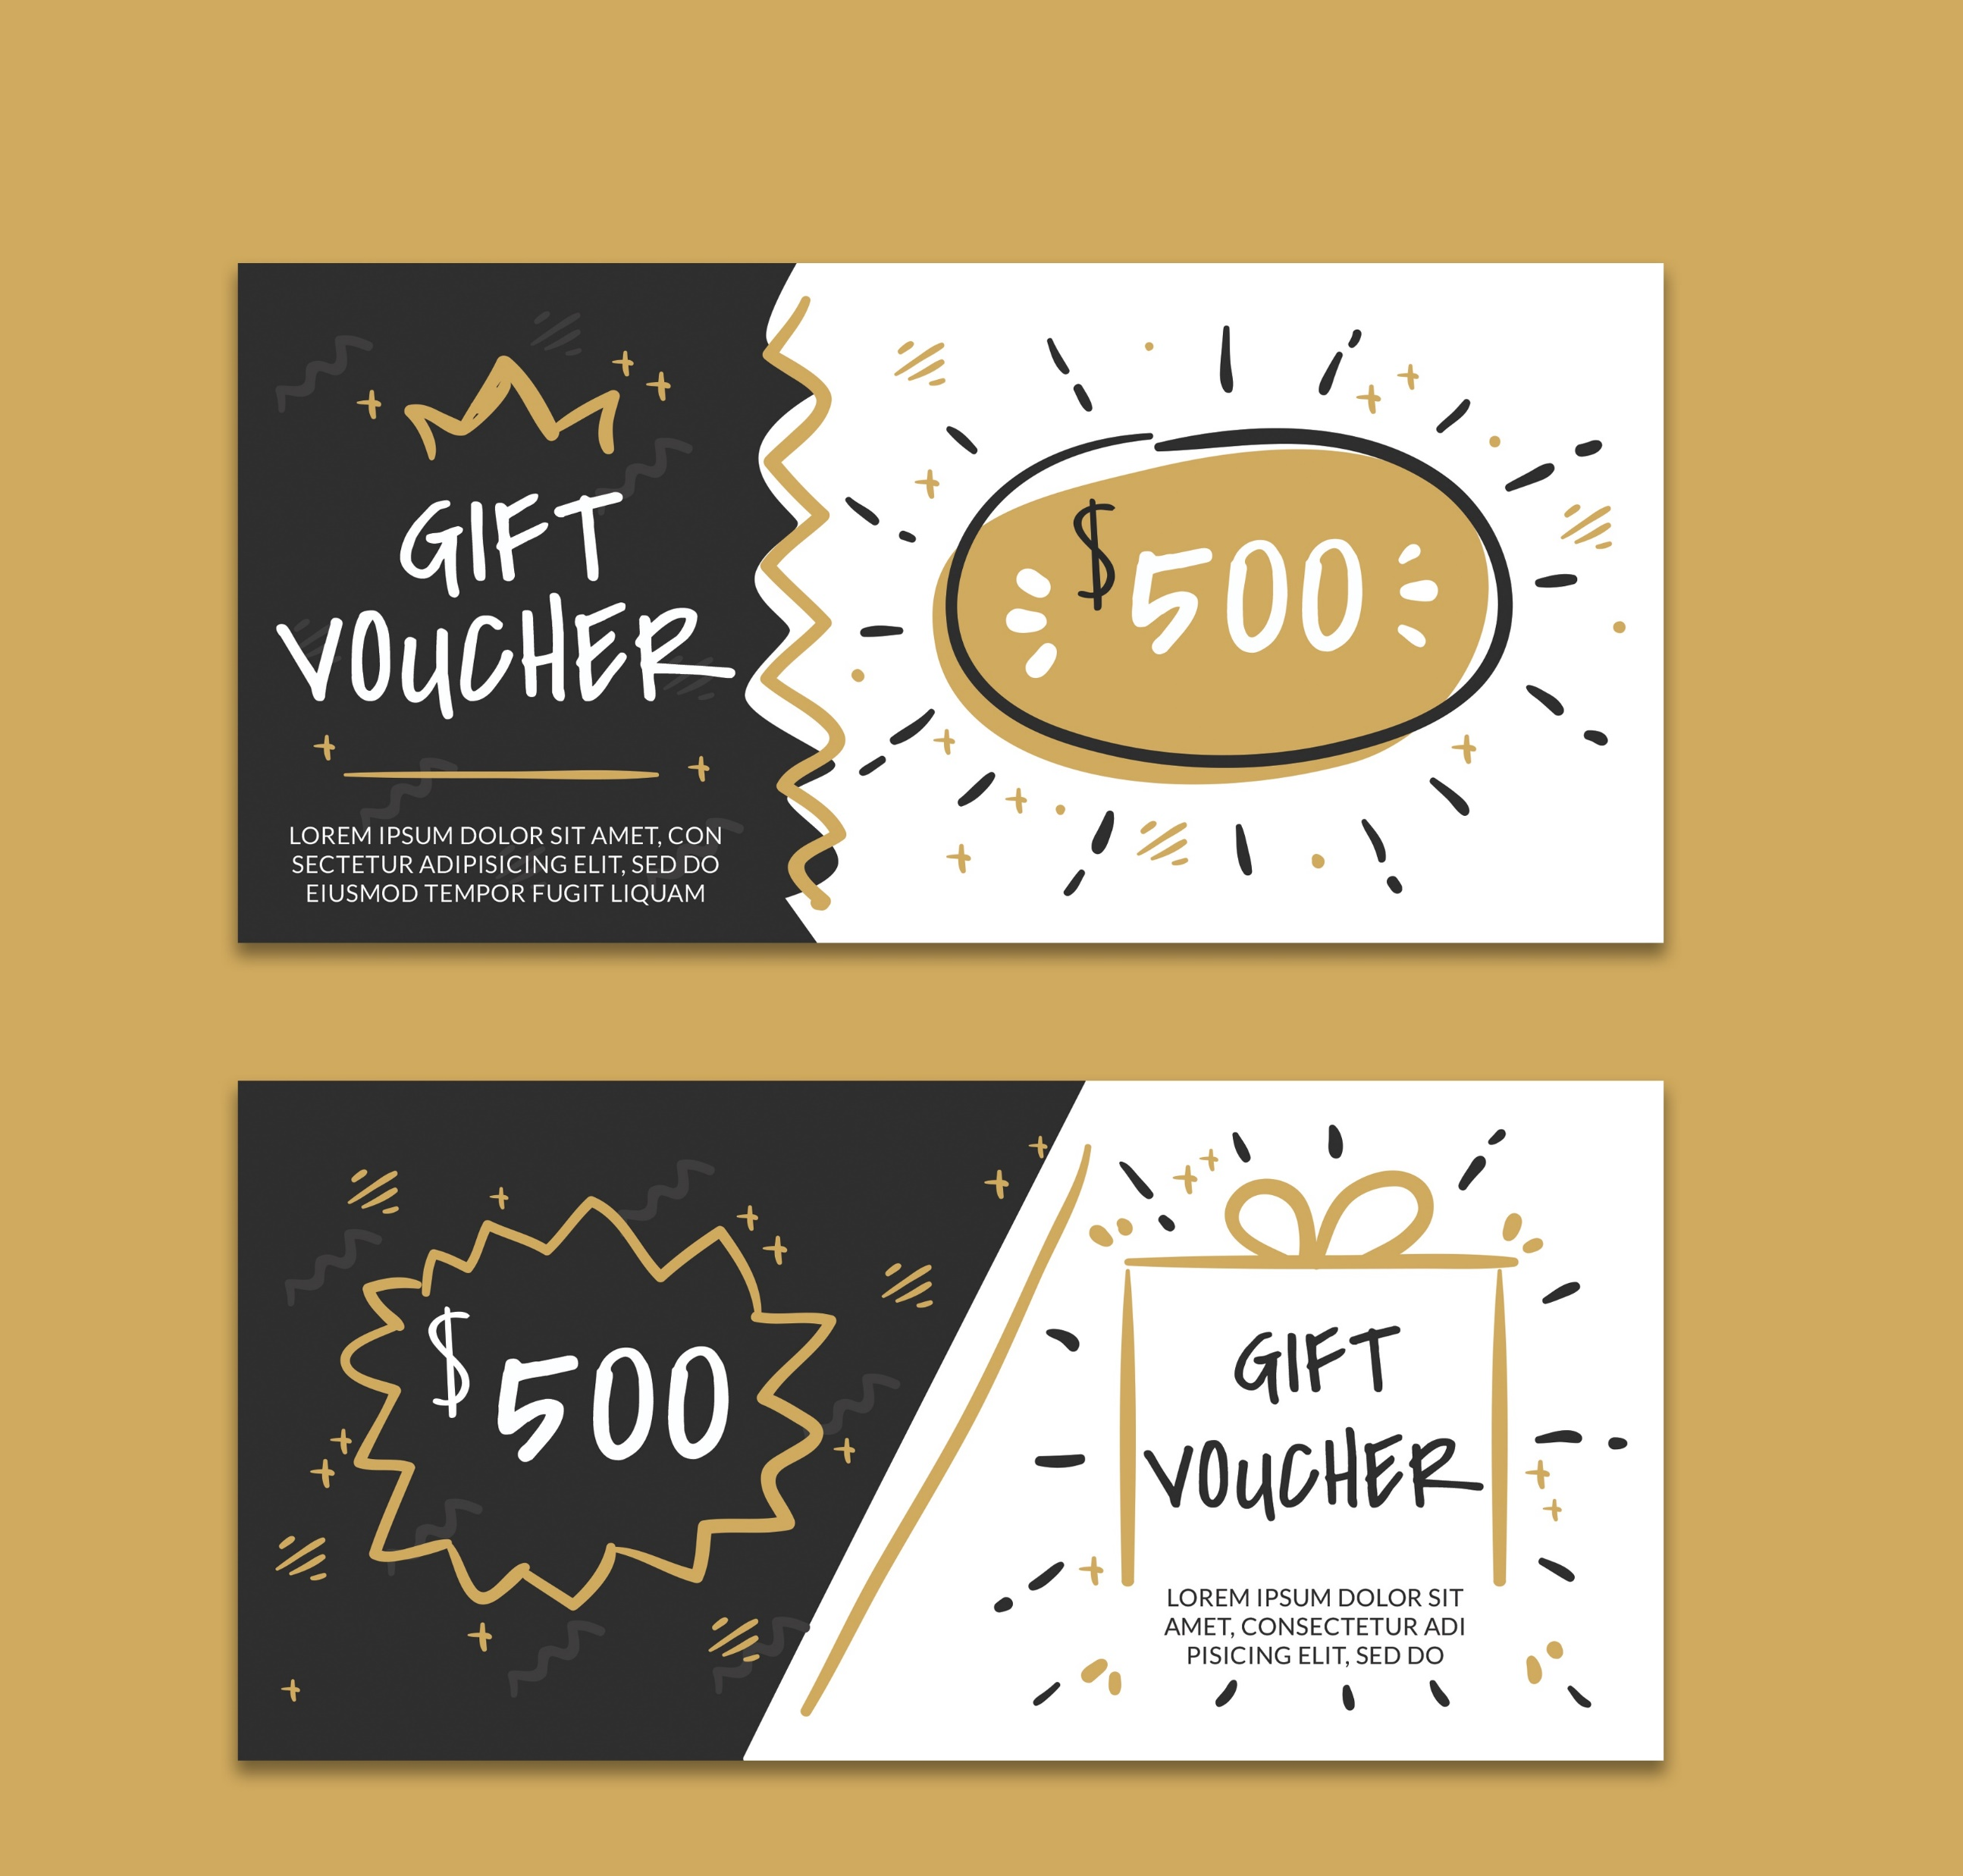 GIFT
VOUCHER
LOREM IPSUM DOLOR SIT AMET, CON
SECTETUR ADIPISICING ELIT, SED DO
EIUSMOD TEMPOR FUGIT LIQUAM
$500
$500
GIFT
VOUCHER
LOREM IPSUM DOLOR SIT
AMET, CONSECTETUR ADI
PISICING ELIT, SED DO